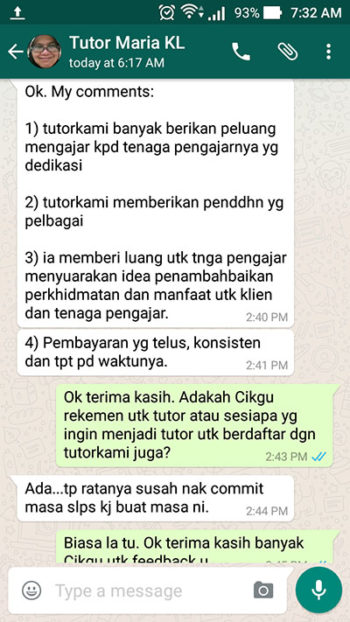 93% 7:32 AM
Tutor Maria KL
today at 6:17 AM
Ok. My comments:
1) tutorkami banyak berikan peluang
mengajar kpd tenaga pengajarnya yg
dedikasi
2) tutorkami memberikan penddhn yg
pelbagai
3) ia memberi luang utk tnga pengajar
menyuarakan idea penambahbaikan
perkhidmatan dan manfaat utk klien
dan tenaga pengajar.
2:40 PM
4) Pembayaran yg telus, konsisten
dan tpt pd waktunya.
2:41 PM
Ok terima kasih. Adakah Cikgu
rekemen utk tutor atau sesiapa yg
ingin menjadi tutor utk berdaftar dgn
tutorkami juga?
2:43 PM
Ada...tp ratanya susah nak commit
masa slps kj buat masa ni.
2:44 PM
Biasa la tu. Ok terima kasih banyak
Cikgu utk feedback u
Type a message